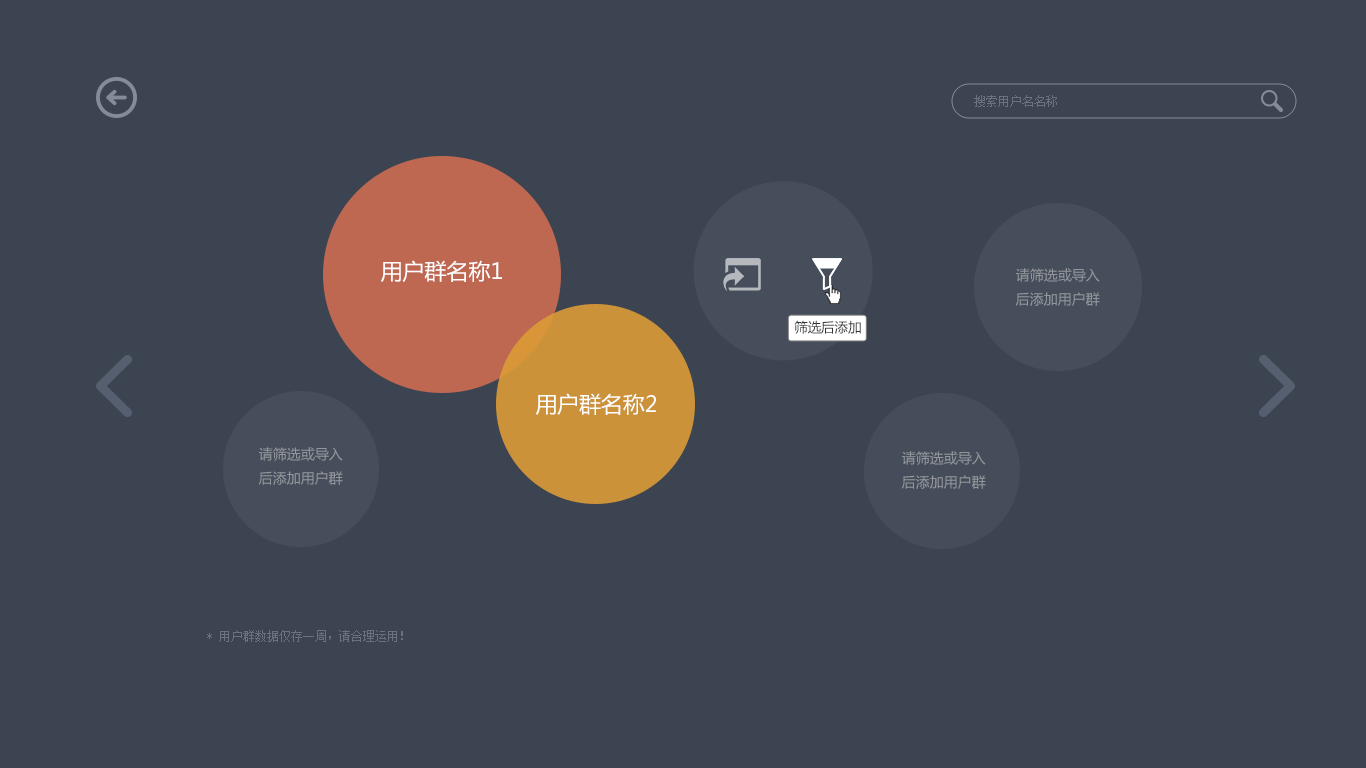 搜索用户名名称
用户群名称1
请筛选或导入
后添加用户群
筛选后添加
用户群名称2
请筛选或导入
后添加用户群
请筛选或导入
后添加用户群
* 用户群数据仅存一周，请合理运用!